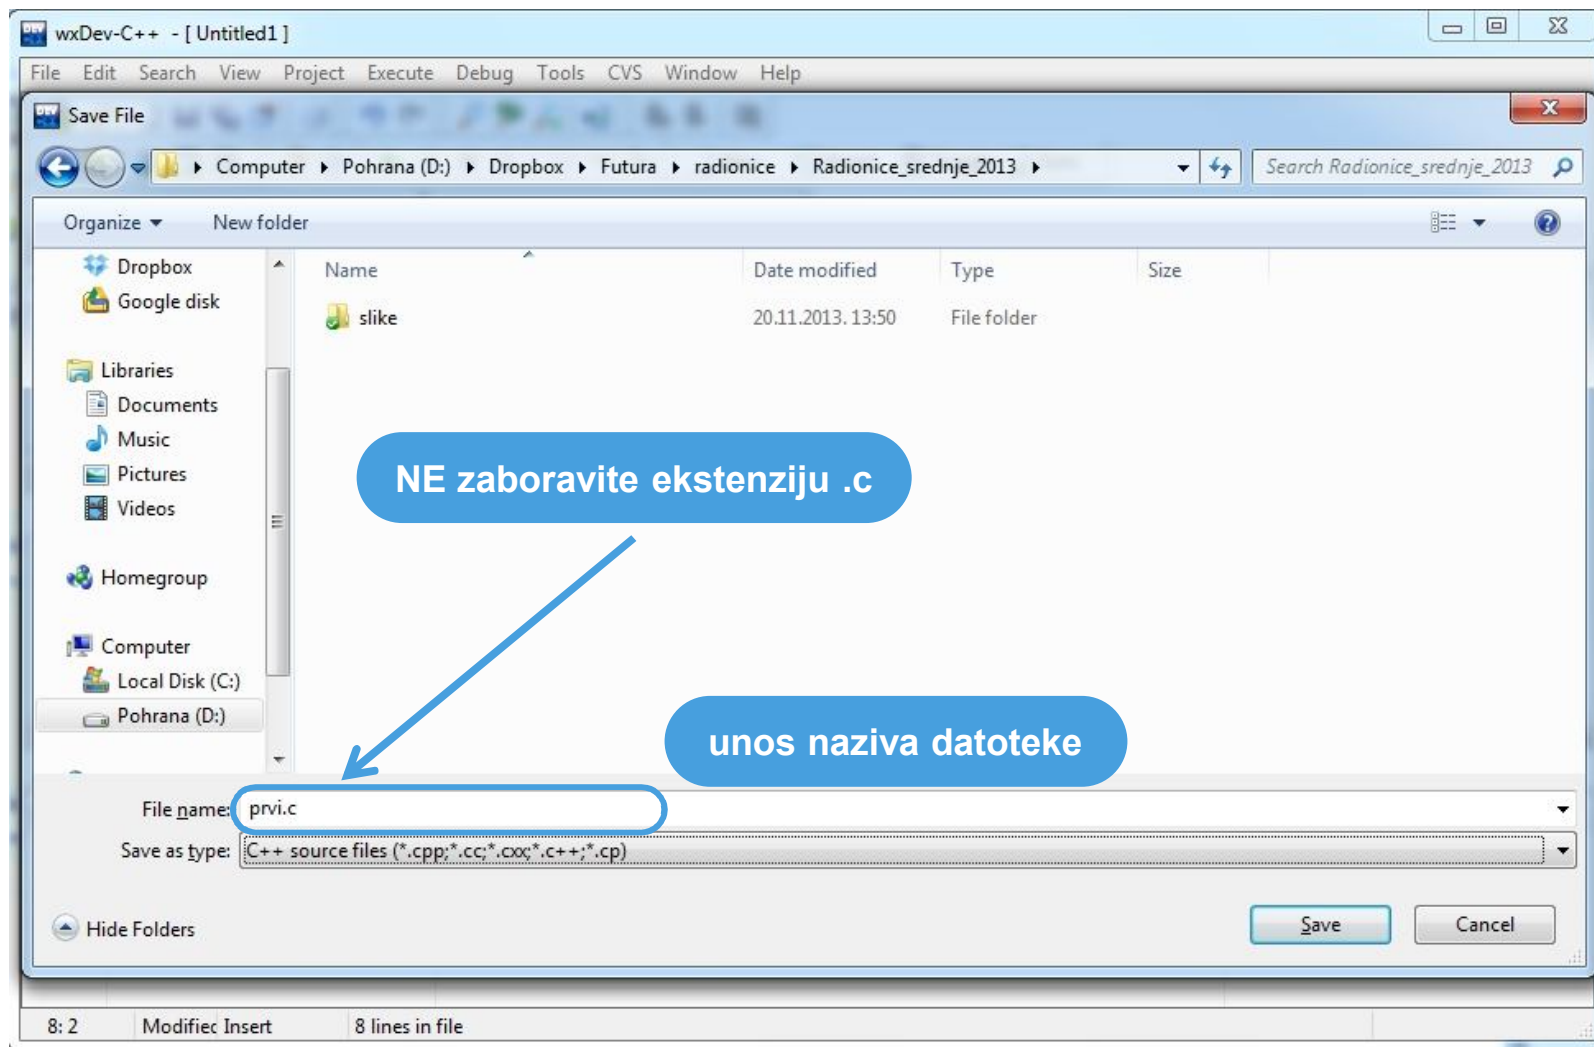 wxDev-C++ - [ Untitled1 ]
File Edit Search View Project Execute Debug Tools CVS Window Help
Save File
Computer Pohrana (D:) Dropbox Futura radionice Radionice_srednje_2013
Search Radionice_srednje_2013
Organize New folder
Name Date modified Type Size
slike 20.11.2013. 13:50 File folder
Dropbox
Google disk
Libraries
Documents
Music
Pictures
Videos
Homegroup
Computer
Local Disk (C:)
Pohrana (D:)
NE zaboravite ekstenziju .c
unos naziva datoteke
File name: prvi.c
Save as type: C++ source files (*.cpp;*.cc;*.cxx;*.c++;*.cp)
Hide Folders Save Cancel
8: 2 Modified Insert 8 lines in file